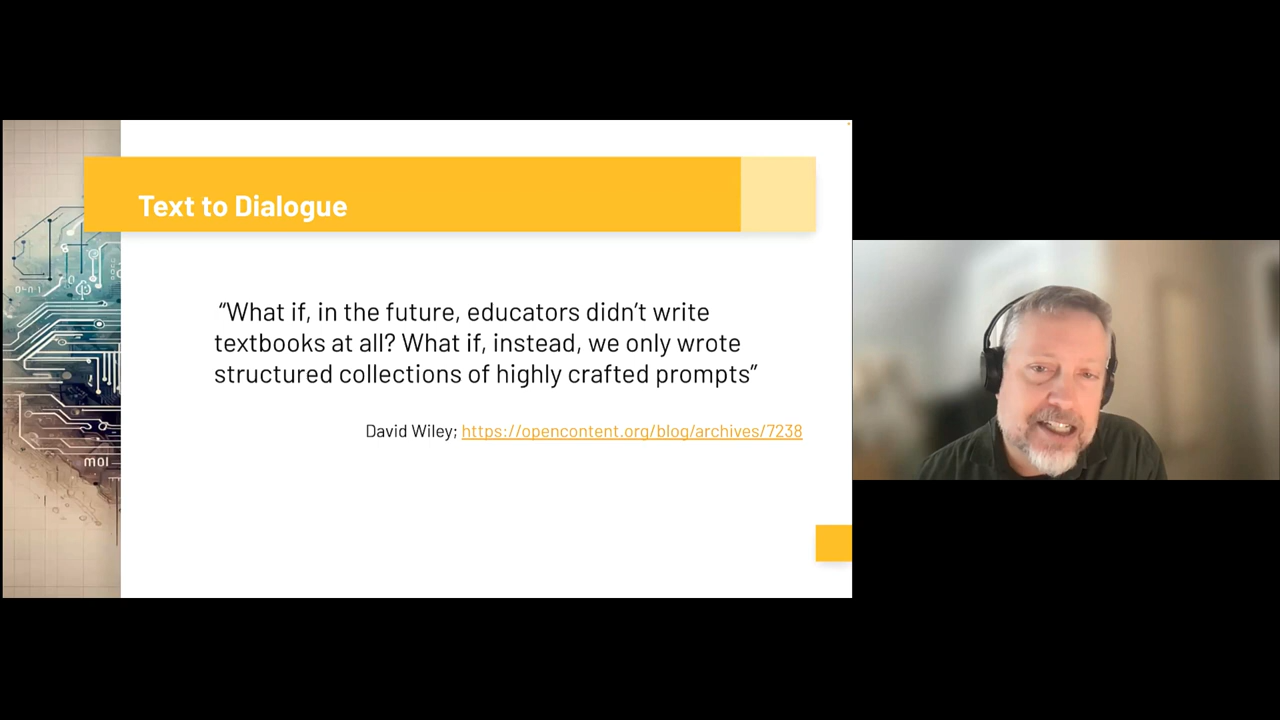 Text to Dialogue
“What if, in the future, educators didn’t write
textbooks at all? What if, instead, we only wrote
structured collections of highly crafted prompts”
David Wiley; https://opencontent.org/blog/archives/7238